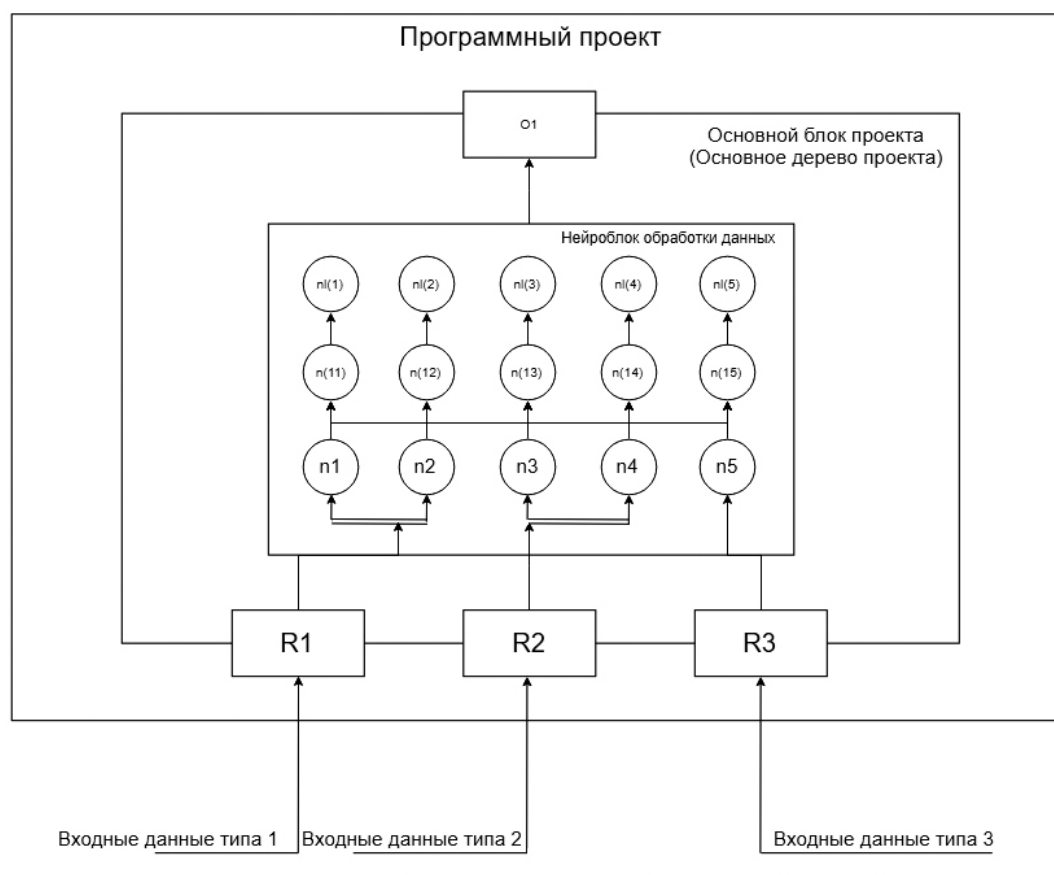 Программный проект
O1
Основной блок проекта
(Основное дерево проекта)
Нейроблок обработки данных
nl(1) nl(2) nl(3) nl(4) nl(5)
n(11) n(12) n(13) n(14) n(15)
n1 n2 n3 n4 n5
R1 R2 R3
Входные данные типа 1 Входные данные типа 2 Входные данные типа 3